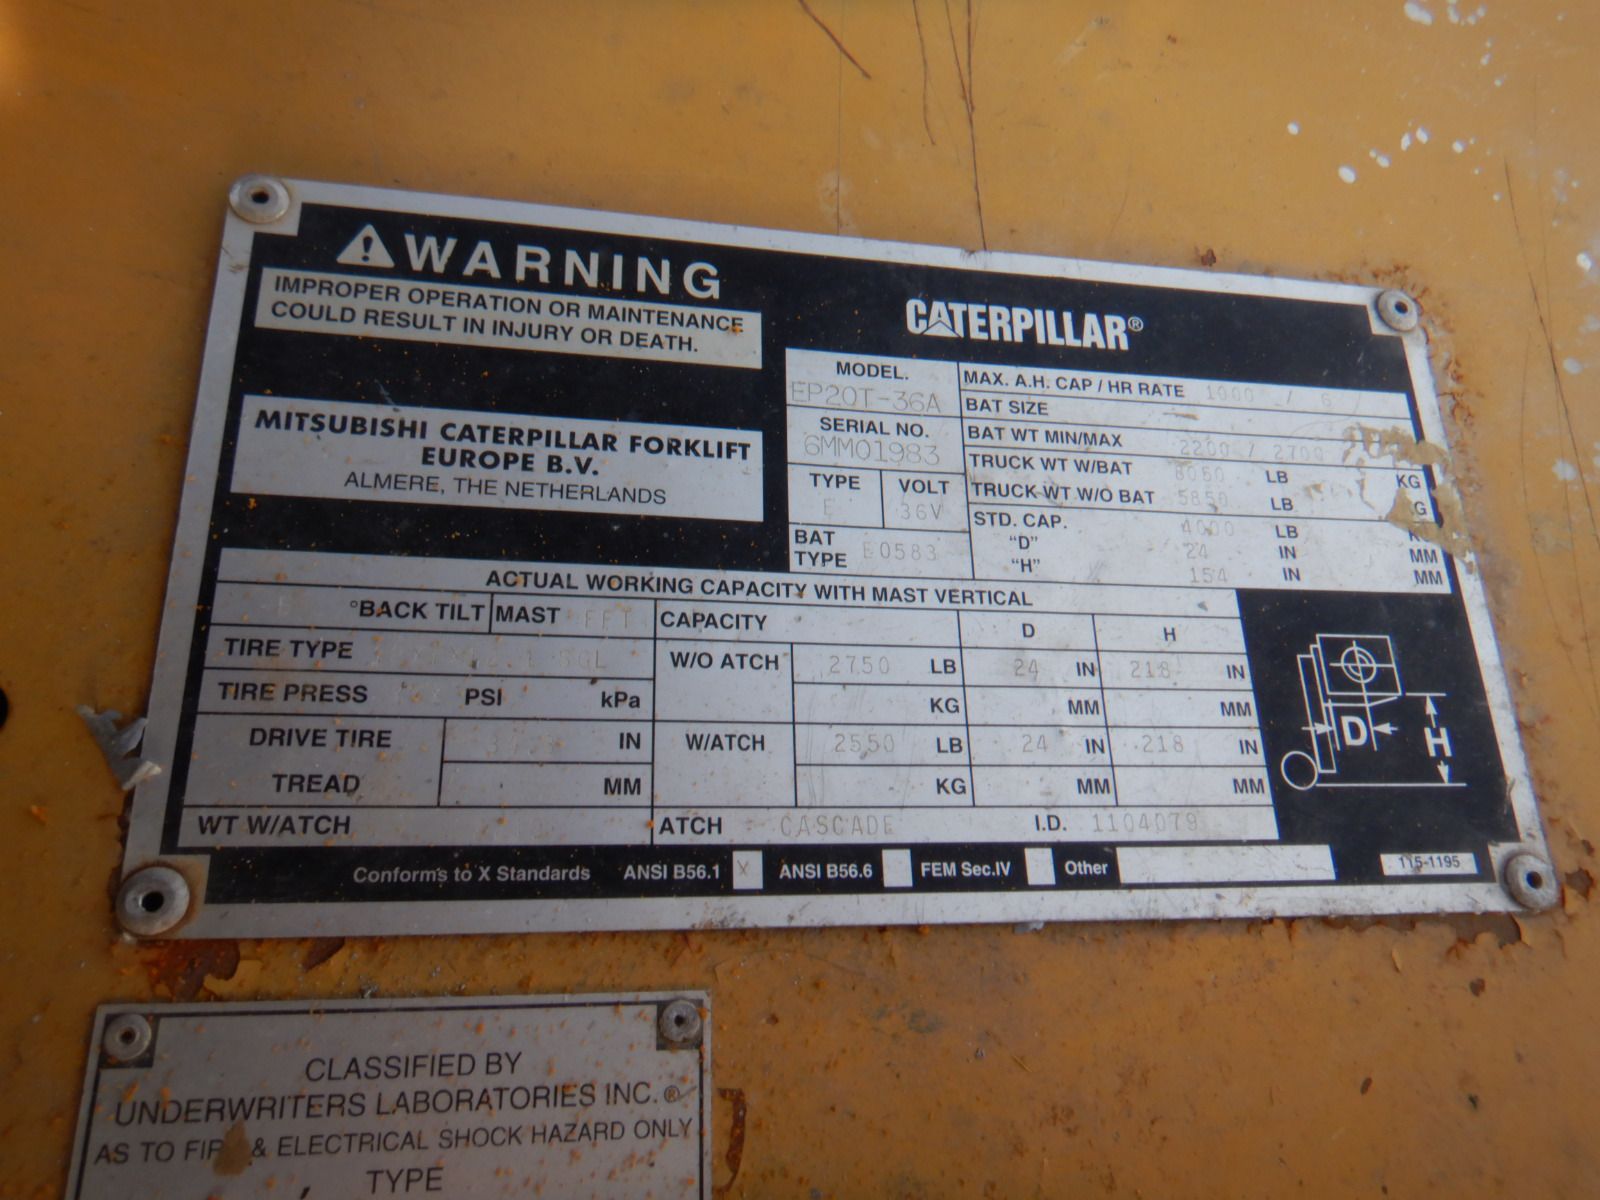 WARNING
IMPROPER OPERATION OR MAINTENANCE
COULD RESULT IN INJURY OR DEATH.
MITSUBISHI CATERPILLAR FORKLIFT
EUROPE B.V.
ALMERE, THE NETHERLANDS
CATERPILLAR®
MODEL.
EP20T-36A
SERIAL NO.
6MM01983
TYPE VOLT
E 36V
BAT
TYPE E0583
MAX. A.H. CAP / HR RATE 1000 / 6
BAT SIZE
BAT WT MIN/MAX 2200 / 2700
TRUCK WT W/BAT 8050 LB KG
TRUCK WT W/O BAT 5850 LB
STD. CAP. 4000 LB
"D" 24 IN MM
"H" 154 IN MM
ACTUAL WORKING CAPACITY WITH MAST VERTICAL
°BACK TILT MAST FFT CAPACITY D H
TIRE TYPE W/O ATCH 2750 LB 24 IN 218 IN
TIRE PRESS PSI kPa KG MM MM
DRIVE TIRE IN W/ATCH 2550 LB 24 IN 218 IN
TREAD MM KG MM MM
WT W/ATCH ATCH CASCADE I.D. 1104079
D H
Conforms to X Standards ANSI B56.1 X ANSI B56.6 FEM Sec.IV Other 115-1195
CLASSIFIED BY
UNDERWRITERS LABORATORIES INC.®
AS TO & ELECTRICAL SHOCK HAZARD ONLY
TYPE